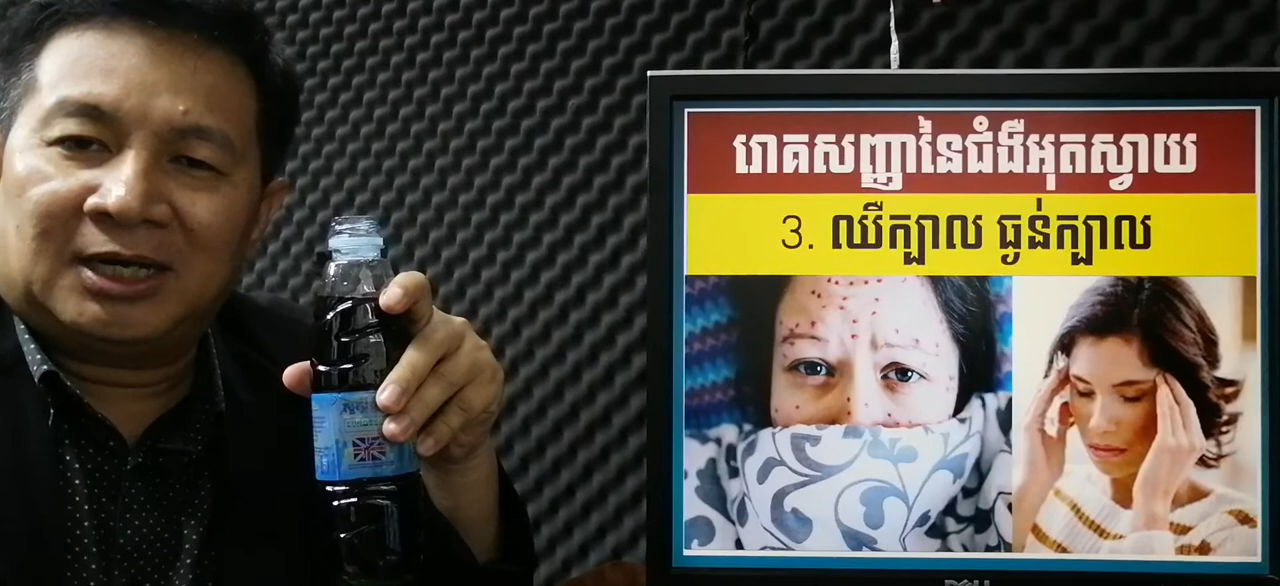 រោគសញ្ញានៃជំងឺអុតស្វាយ
3. ឈឺក្បាល ធ្ងន់ក្បាល